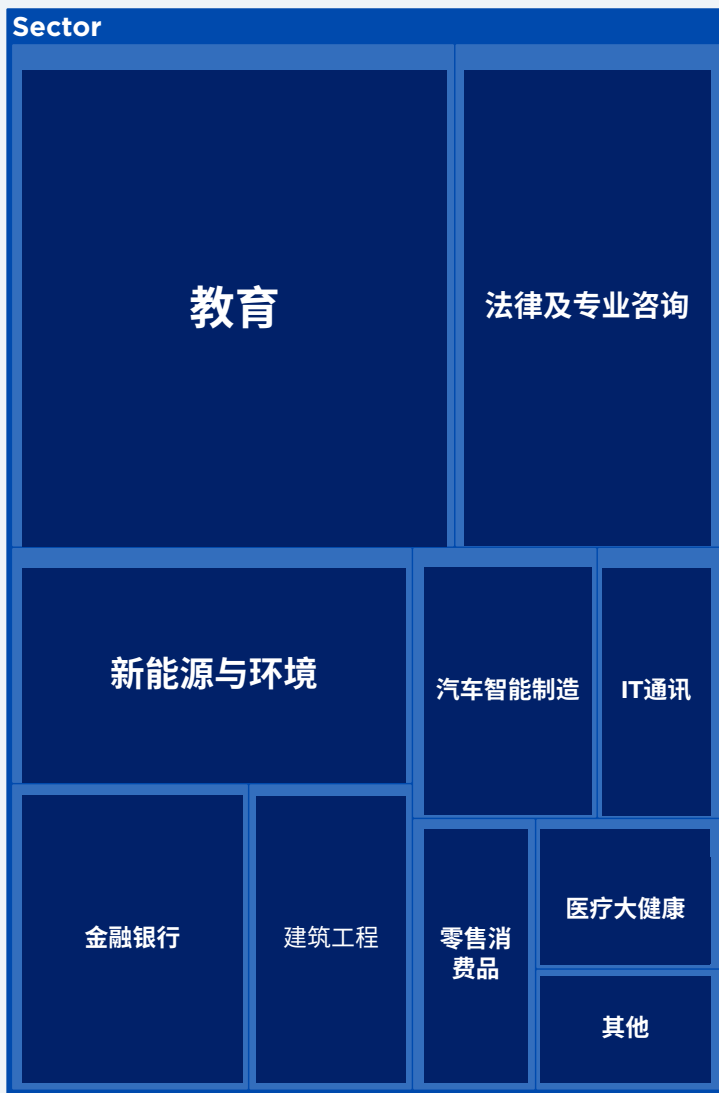 Sector
教育
法律及专业咨询
新能源与环境
汽车智能制造
IT通讯
金融银行
建筑工程
零售消
费品
医疗大健康
其他